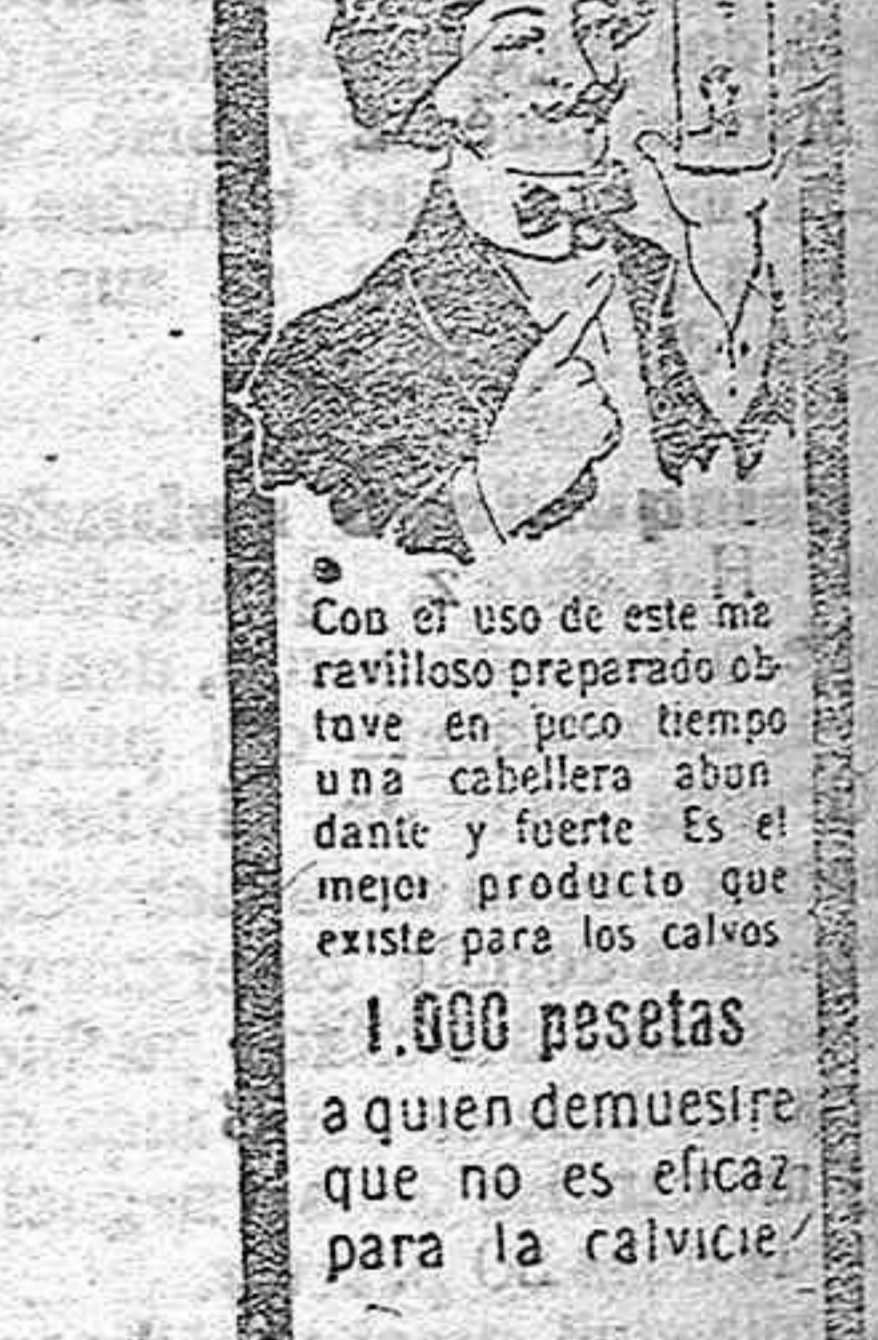 Con el uso de este ma
ravilloso preparado ob-
tuve en poco tiempo
una cabellera abun
dante y fuerte Es el
mejor producto que
existe para los calvos
1.000 pesetas
a quien demuestre
que no es eficaz
para la calvicie